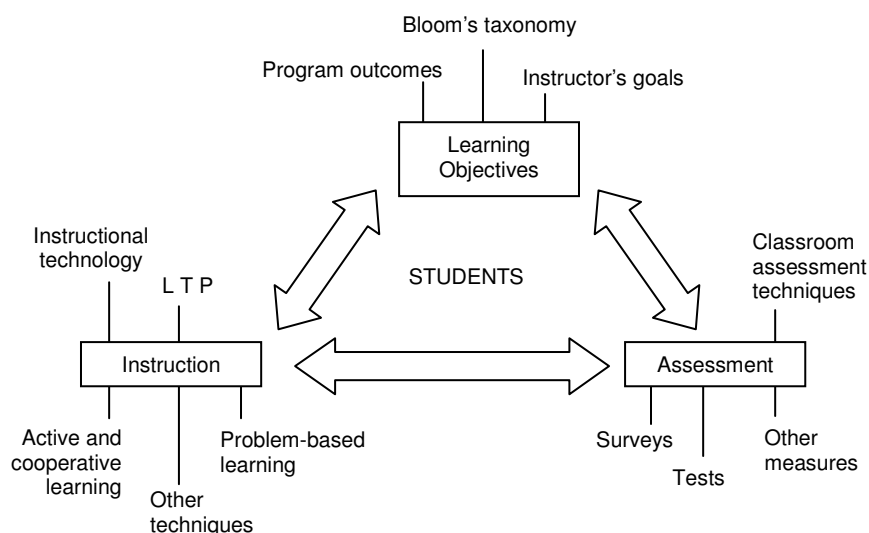 Bloom’s taxonomy
Program outcomes
Instructor’s goals
Learning
Objectives
Instructional
technology
L T P
STUDENTS
Classroom
assessment
techniques
Instruction
Assessment
Active and
cooperative
learning
Other
techniques
Problem-based
learning
Surveys
Tests
Other
measures